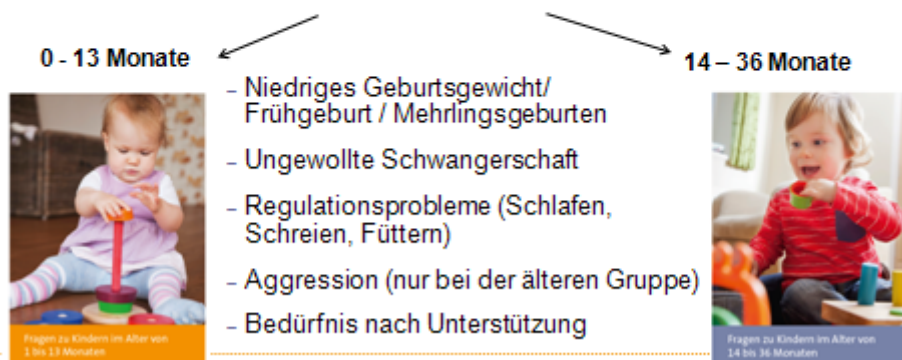 0 - 13 Monate
14 – 36 Monate
– Niedriges Geburtsgewicht/
Frühgeburt / Mehrlingsgeburten
– Ungewollte Schwangerschaft
– Regulationsprobleme (Schlafen,
Schreien, Füttern)
– Aggression (nur bei der älteren Gruppe)
– Bedürfnis nach Unterstützung
Fragen zu Kindern im Alter von
1 bis 13 Monaten
Fragen zu Kindern im Alter von
14 bis 36 Monaten